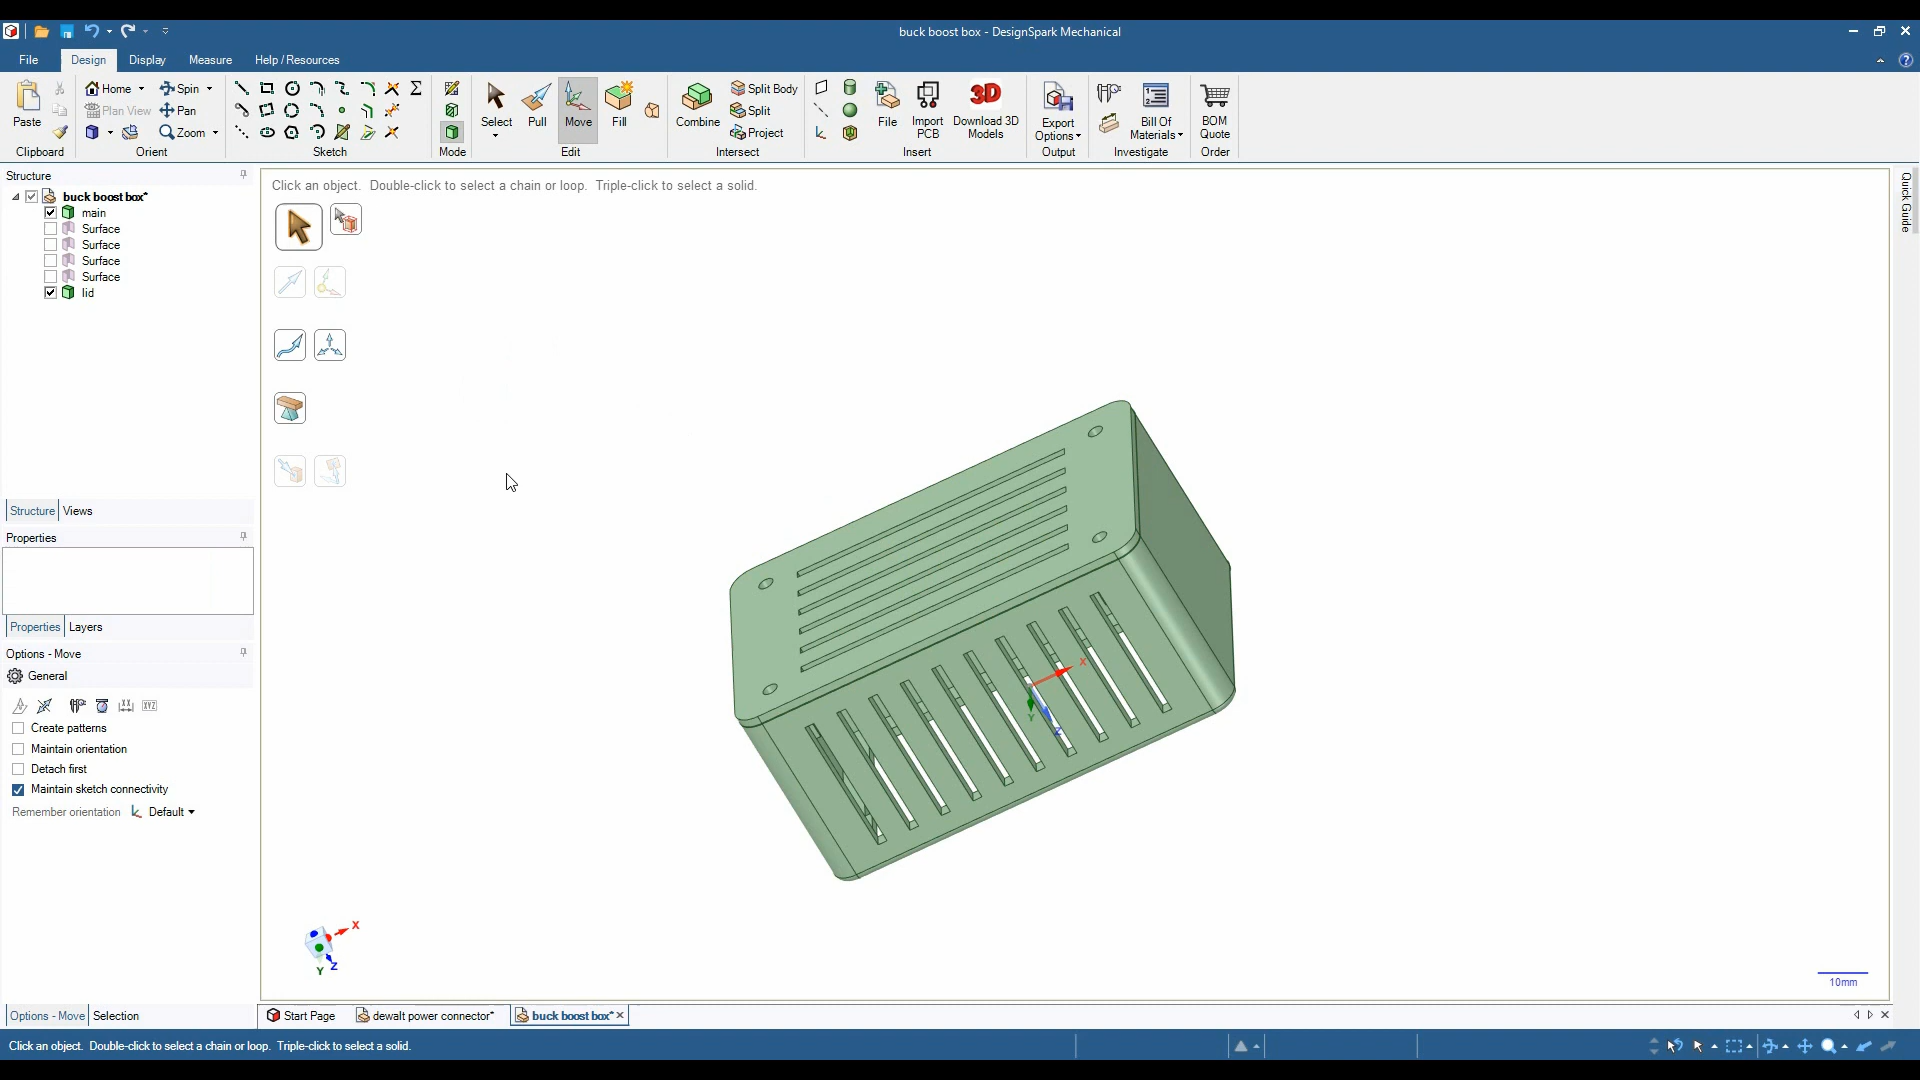 buck boost box - DesignSpark Mechanical
File Design Display Measure Help / Resources
Paste
Clipboard
Home Spin
Plan View Pan
Zoom
Orient
Sketch
Mode
Select Pull Move Fill
Edit
Combine
Split Body
Split
Project
Intersect
File Import PCB Download 3D Models
3D
Insert
Export Options
Output
Bill Of Materials
Investigate
BOM Quote
Order
Structure
buck boost box*
main
Surface
Surface
Surface
Surface
lid
Structure Views
Properties
Properties Layers
Options - Move
General
Create patterns
Maintain orientation
Detach first
Maintain sketch connectivity
Remember orientation Default
Options - Move Selection
Click an object. Double-click to select a chain or loop. Triple-click to select a solid.
X
Y
Z
X
Y
Z
10mm
Quick Guide
Start Page dewalt power connector* buck boost box*
Click an object. Double-click to select a chain or loop. Triple-click to select a solid.